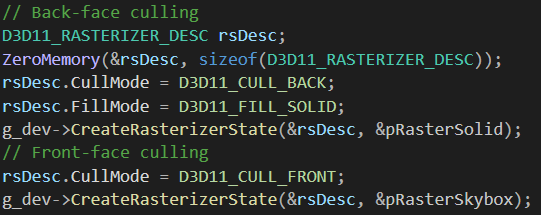 // Back-face culling
D3D11_RASTERIZER_DESC rsDesc;
ZeroMemory(&rsDesc, sizeof(D3D11_RASTERIZER_DESC));
rsDesc.CullMode = D3D11_CULL_BACK;
rsDesc.FillMode = D3D11_FILL_SOLID;
g_dev->CreateRasterizerState(&rsDesc, &pRasterSolid);
// Front-face culling
rsDesc.CullMode = D3D11_CULL_FRONT;
g_dev->CreateRasterizerState(&rsDesc, &pRasterSkybox);